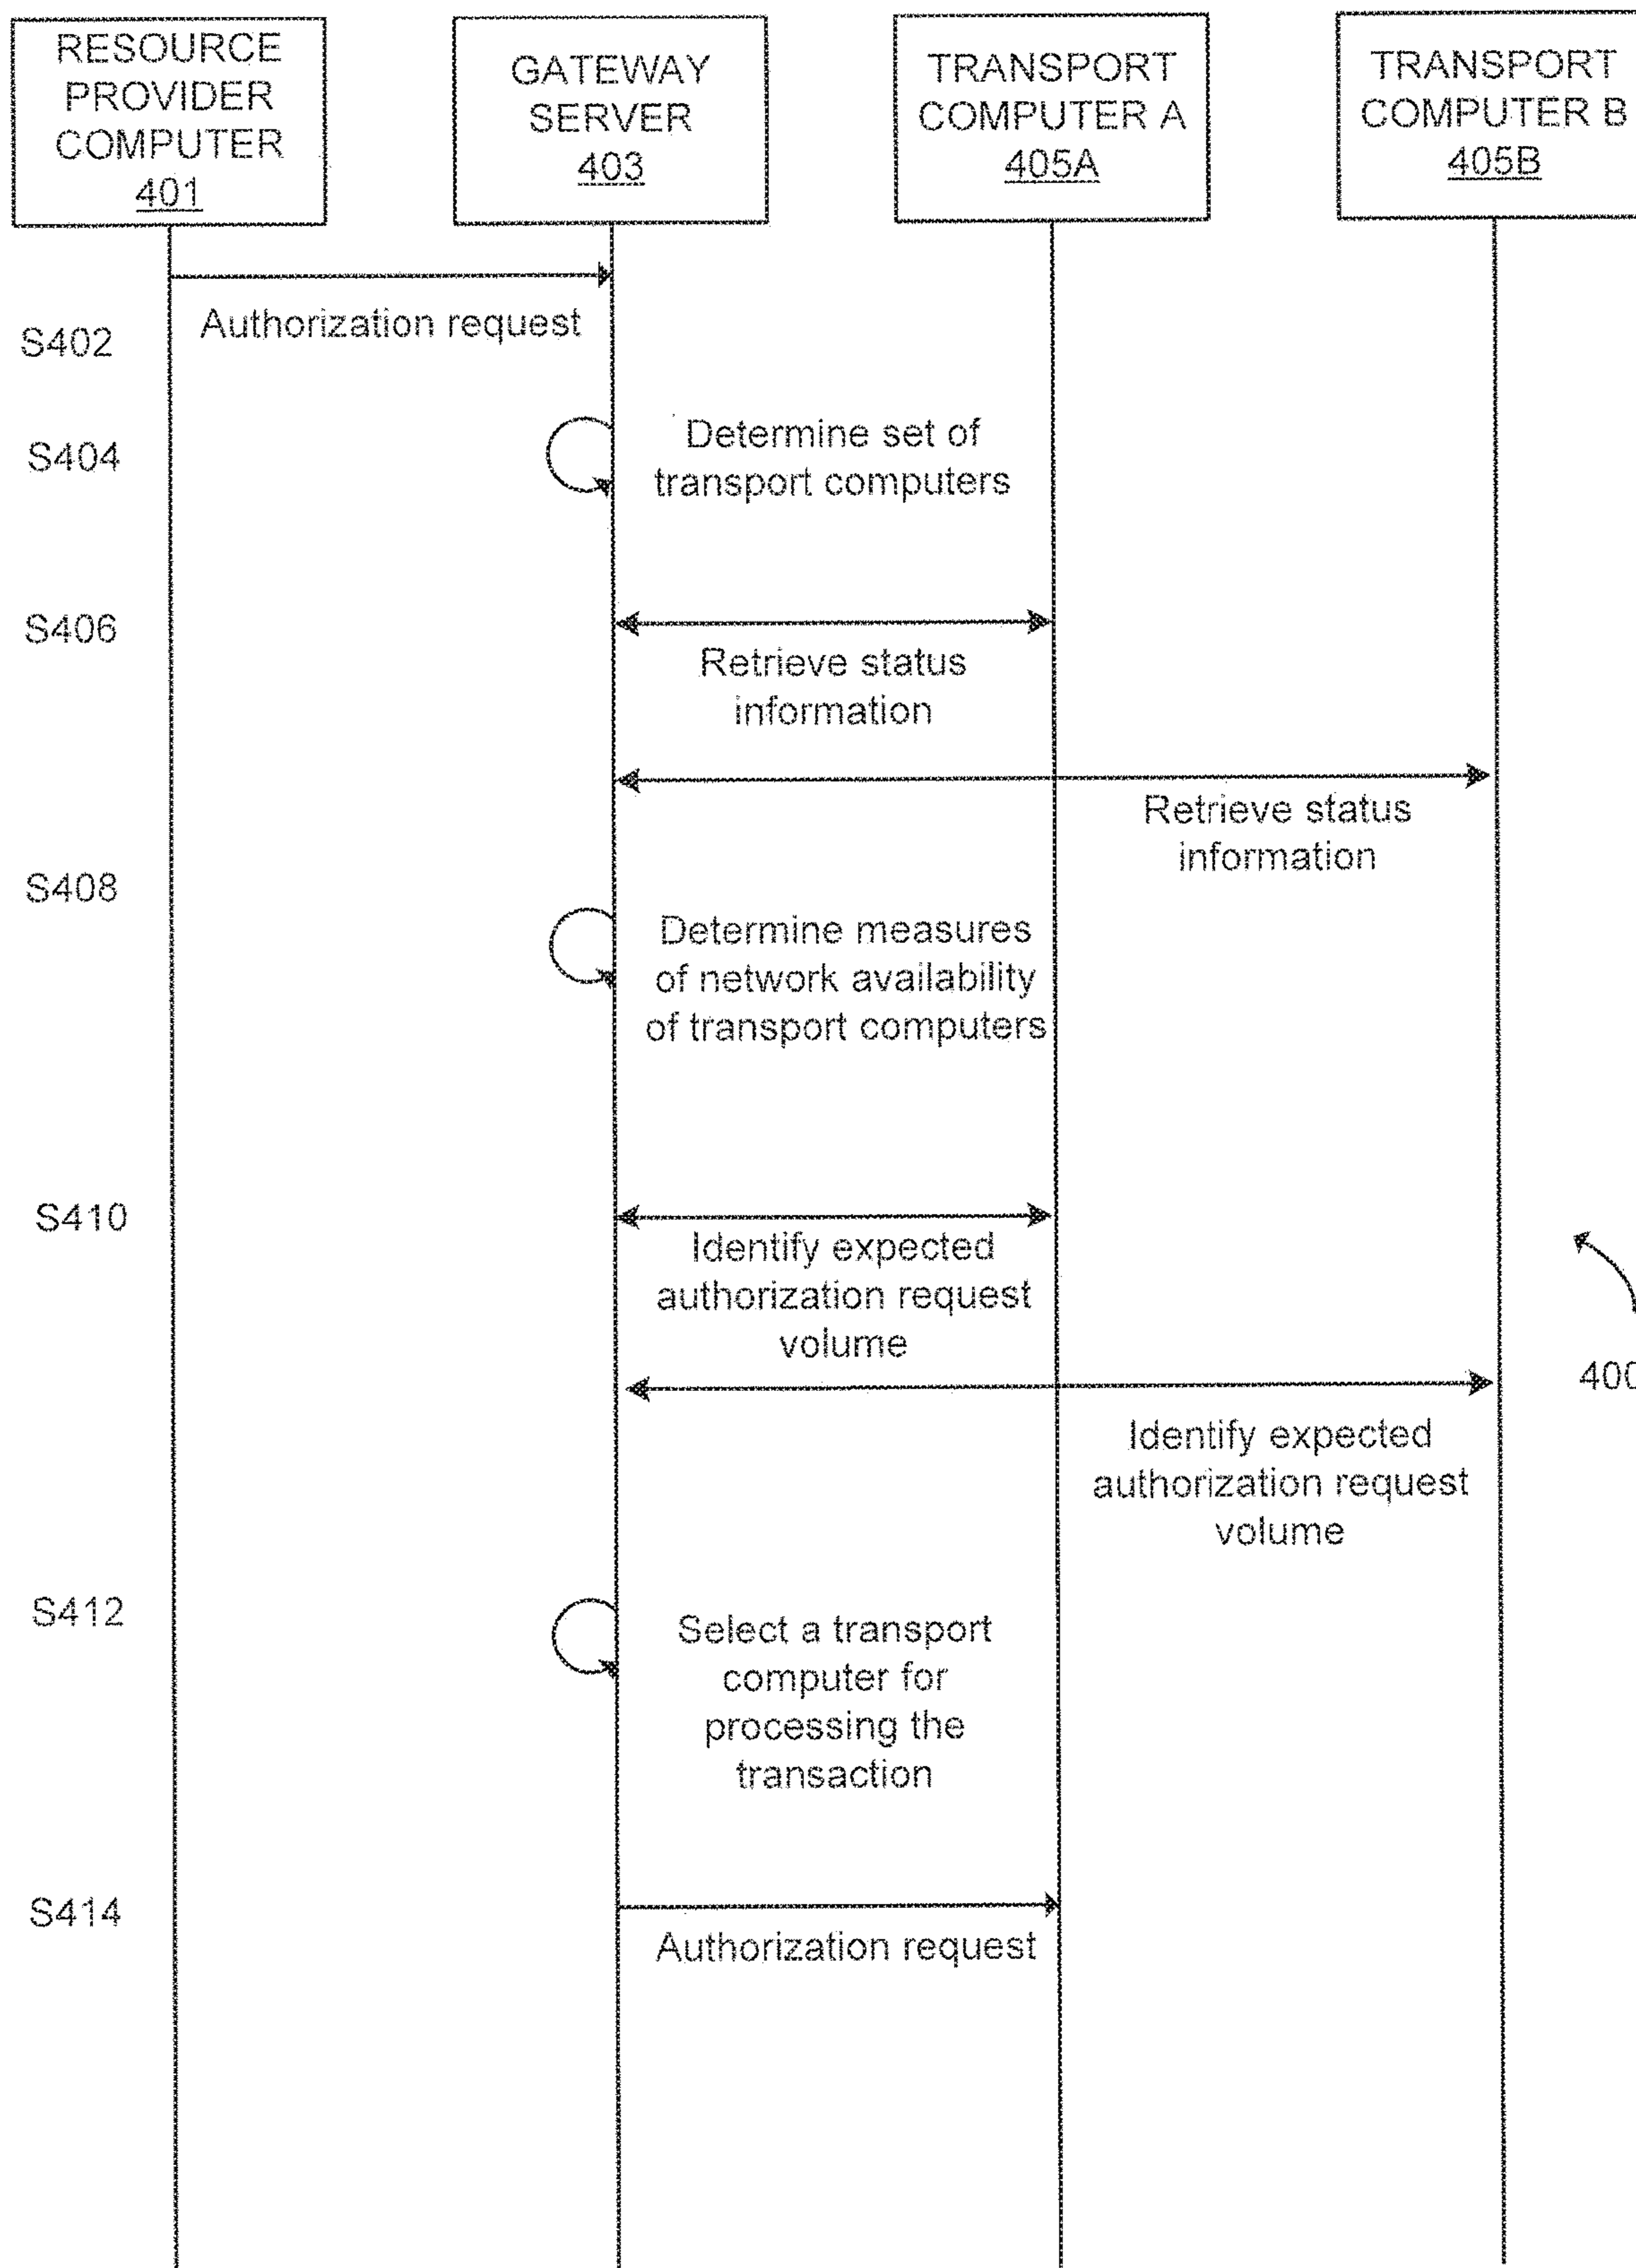 RESOURCE
PROVIDER
COMPUTER
401
GATEWAY
SERVER
403
TRANSPORT
COMPUTER A
405A
TRANSPORT
COMPUTER B
405B
S402
Authorization request
S404
Determine set of
transport computers
S406
Retrieve status
information
Retrieve status
information
S408
Determine measures
of network availability
of transport computers
S410
Identify expected
authorization request
volume
400
Identify expected
authorization request
volume
S412
Select a transport
computer for
processing the
transaction
S414
Authorization request